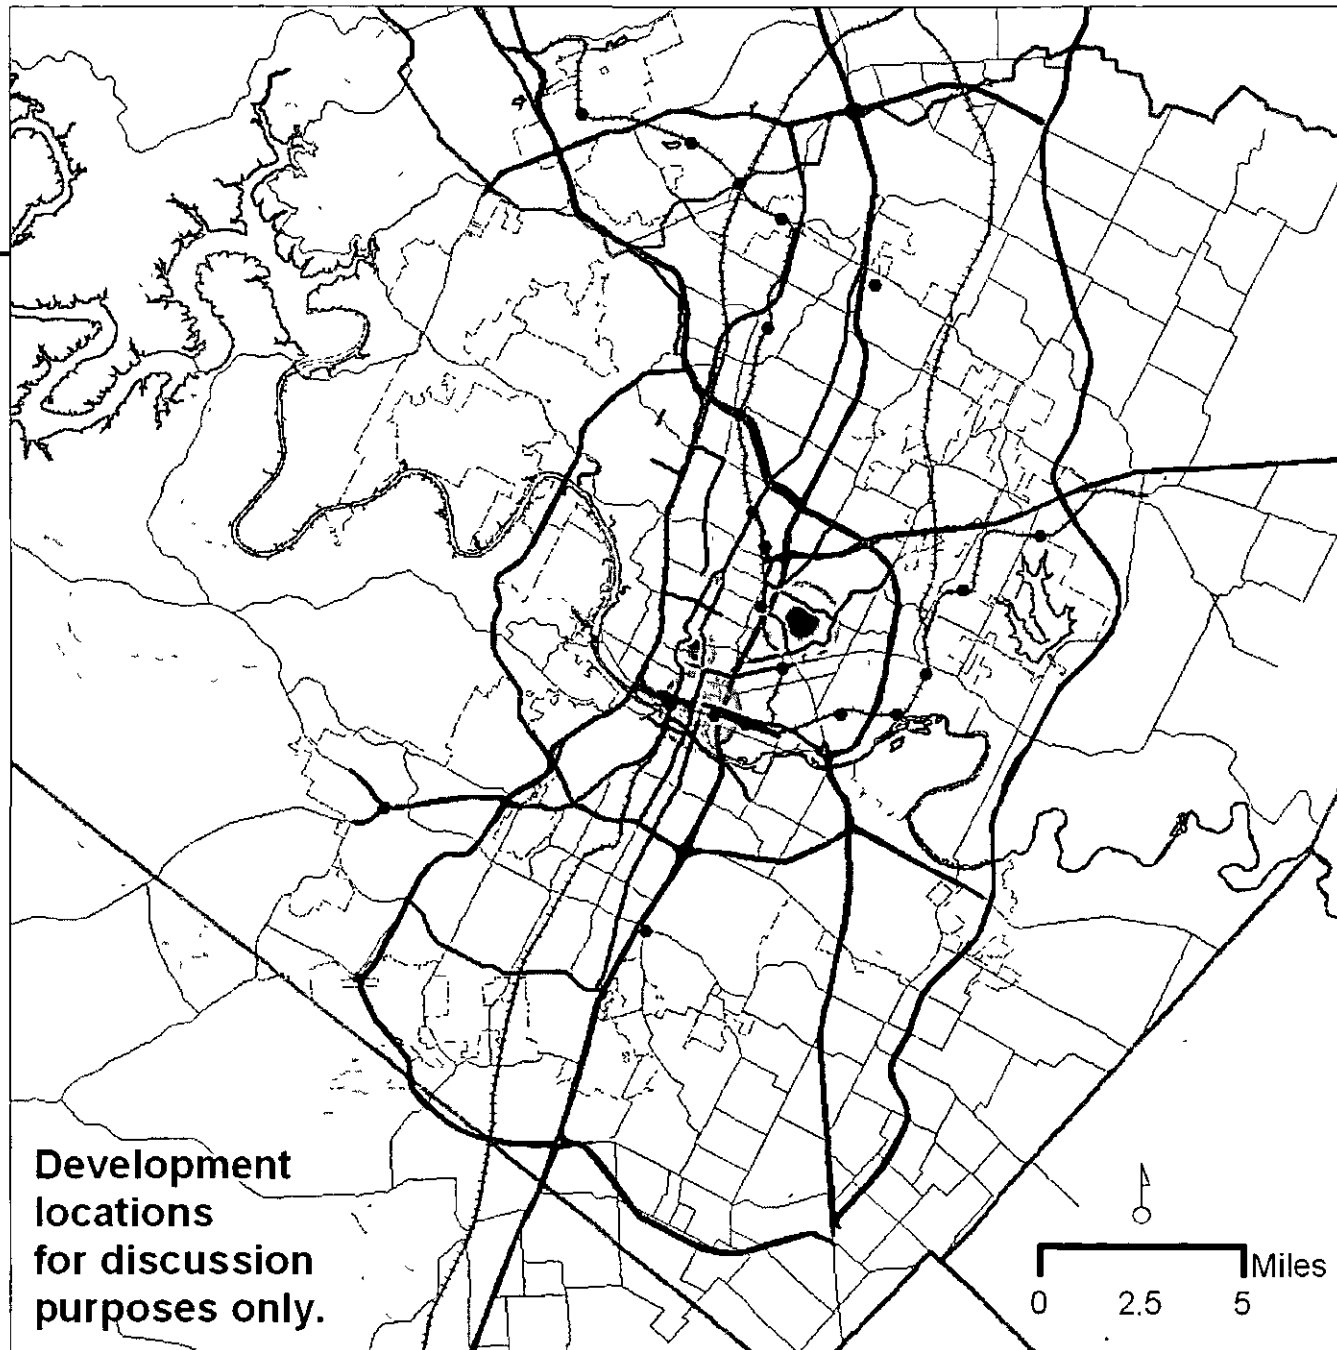 Development
locations
for discussion
purposes only.
Miles
0 2.5 5